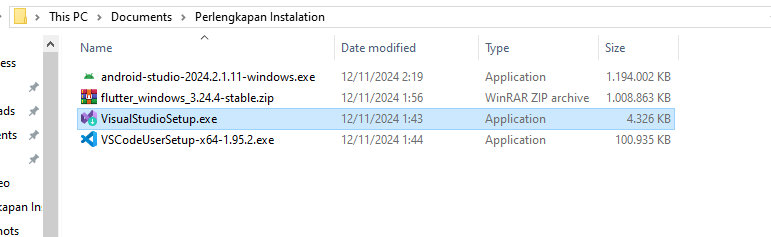 This PC > Documents > Perlengkapan Instalation
Name Date modified Type Size
ess
android-studio-2024.2.1.11-windows.exe 12/11/2024 2:19 Application 1.194.002 KB
flutter_windows_3.24.4-stable.zip 12/11/2024 1:56 WinRAR ZIP archive 1.008.863 KB
ads
VisualStudioSetup.exe 12/11/2024 1:43 Application 4.326 KB
ents
VSCodeUserSetup-x64-1.95.2.exe 12/11/2024 1:44 Application 100.935 KB
eo
kapan Ins
hots